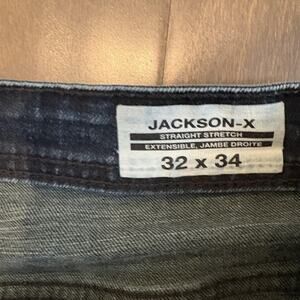 JACKSON-X
STRAIGHT STRETCH
EXTENSIBLE, JAMBE DROITE
32 x 34